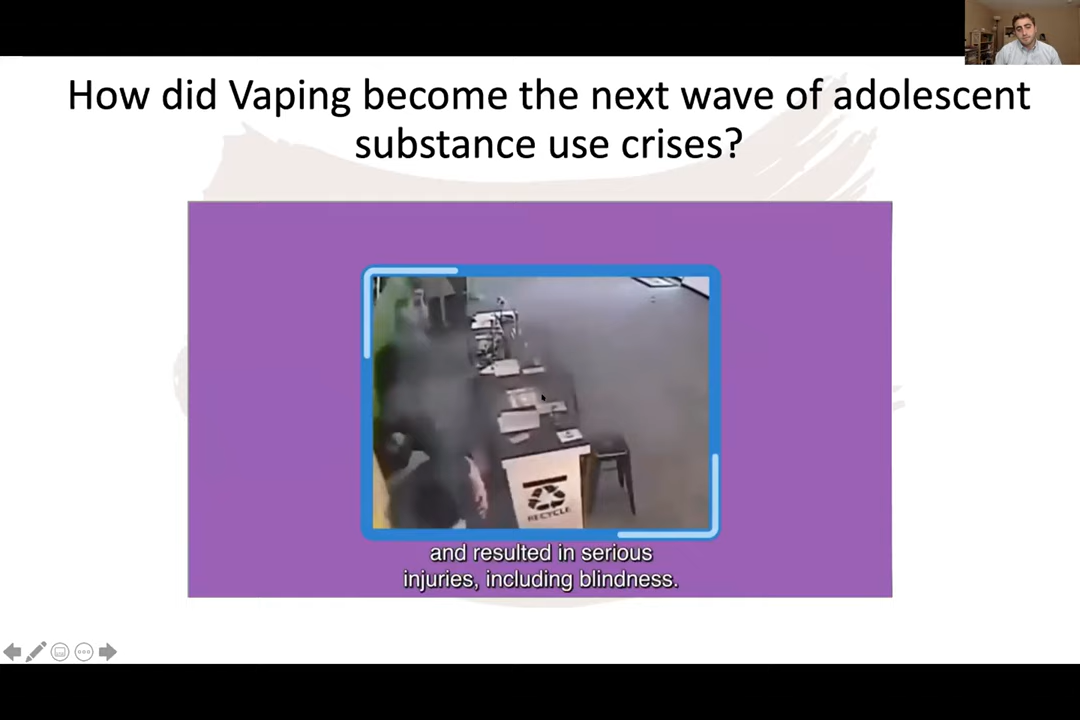 How did Vaping become the next wave of adolescent
substance use crises?
RECYCLE
and resulted in serious
injuries, including blindness.